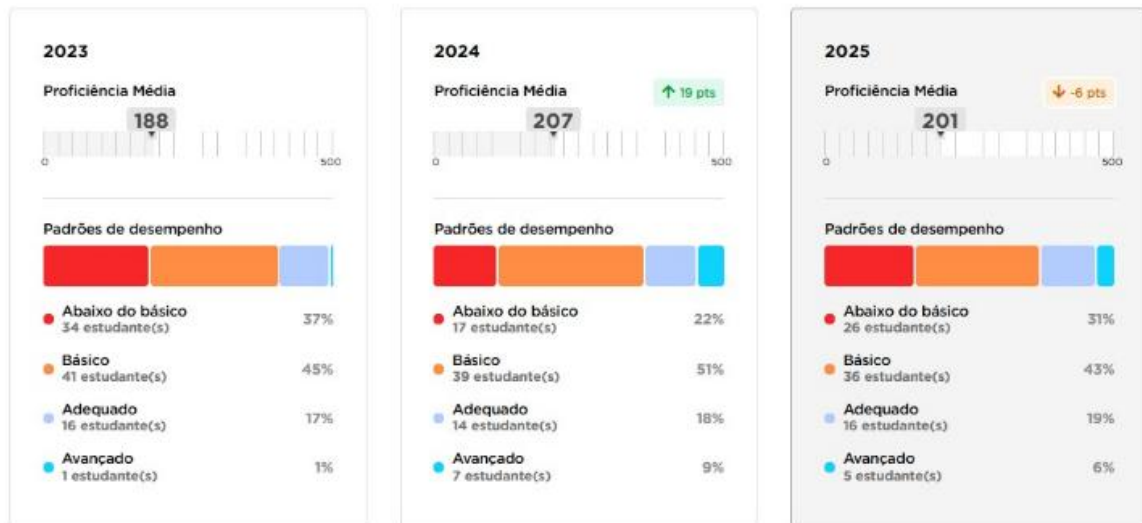 2023
Proficiência Média
188
0
500
Padrões de desempenho
Abaixo do básico
34 estudante(s)
37%
Básico
41 estudante(s)
45%
Adequado
16 estudante(s)
17%
Avançado
1 estudante(s)
1%
2024
Proficiência Média
↑ 19 pts
207
0
500
Padrões de desempenho
Abaixo do básico
17 estudante(s)
22%
Básico
39 estudante(s)
51%
Adequado
14 estudante(s)
18%
Avançado
7 estudante(s)
9%
2025
Proficiência Média
↓ -6 pts
201
0
500
Padrões de desempenho
Abaixo do básico
26 estudante(s)
31%
Básico
36 estudante(s)
43%
Adequado
16 estudante(s)
19%
Avançado
5 estudante(s)
6%